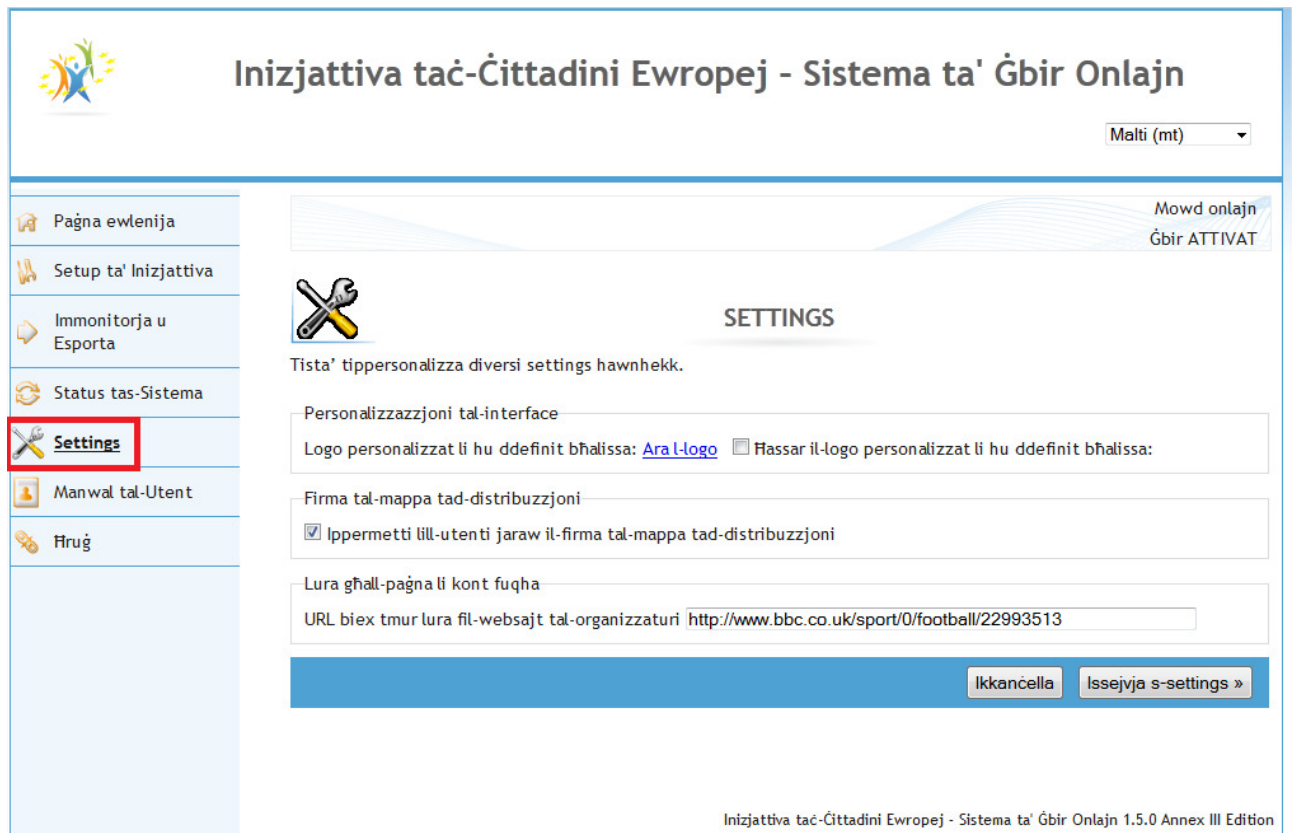 Inizjattiva taċ-Ċittadini Ewropej - Sistema ta' Ġbir Onlajn
Malti (mt)
Paġna ewlenija
Setup ta' Inizjattiva
Immonitorja u
Esporta
Status tas-Sistema
Settings
Manwal tal-Utent
Ħruġ
Mowd onlajn
Ġbir ATTIVAT
SETTINGS
Tista’ tippersonalizza diversi settings hawnhekk.
Personalizzazzjoni tal-interface
Logo personalizzat li hu ddefinit bħalissa: Ara l-logo Ħassar il-logo personalizzat li hu ddefinit bħalissa:
Firma tal-mappa tad-distribuzzjoni
Ippermetti lill-utenti jaraw il-firma tal-mappa tad-distribuzzjoni
Lura għall-paġna li kont fuqha
URL biex tmur lura fil-websajt tal-organizzaturi http://www.bbc.co.uk/sport/0/football/22993513
Ikkanċella Issejvja s-settings »
Inizjattiva taċ-Ċittadini Ewropej - Sistema ta' Ġbir Onlajn 1.5.0 Annex III Edition